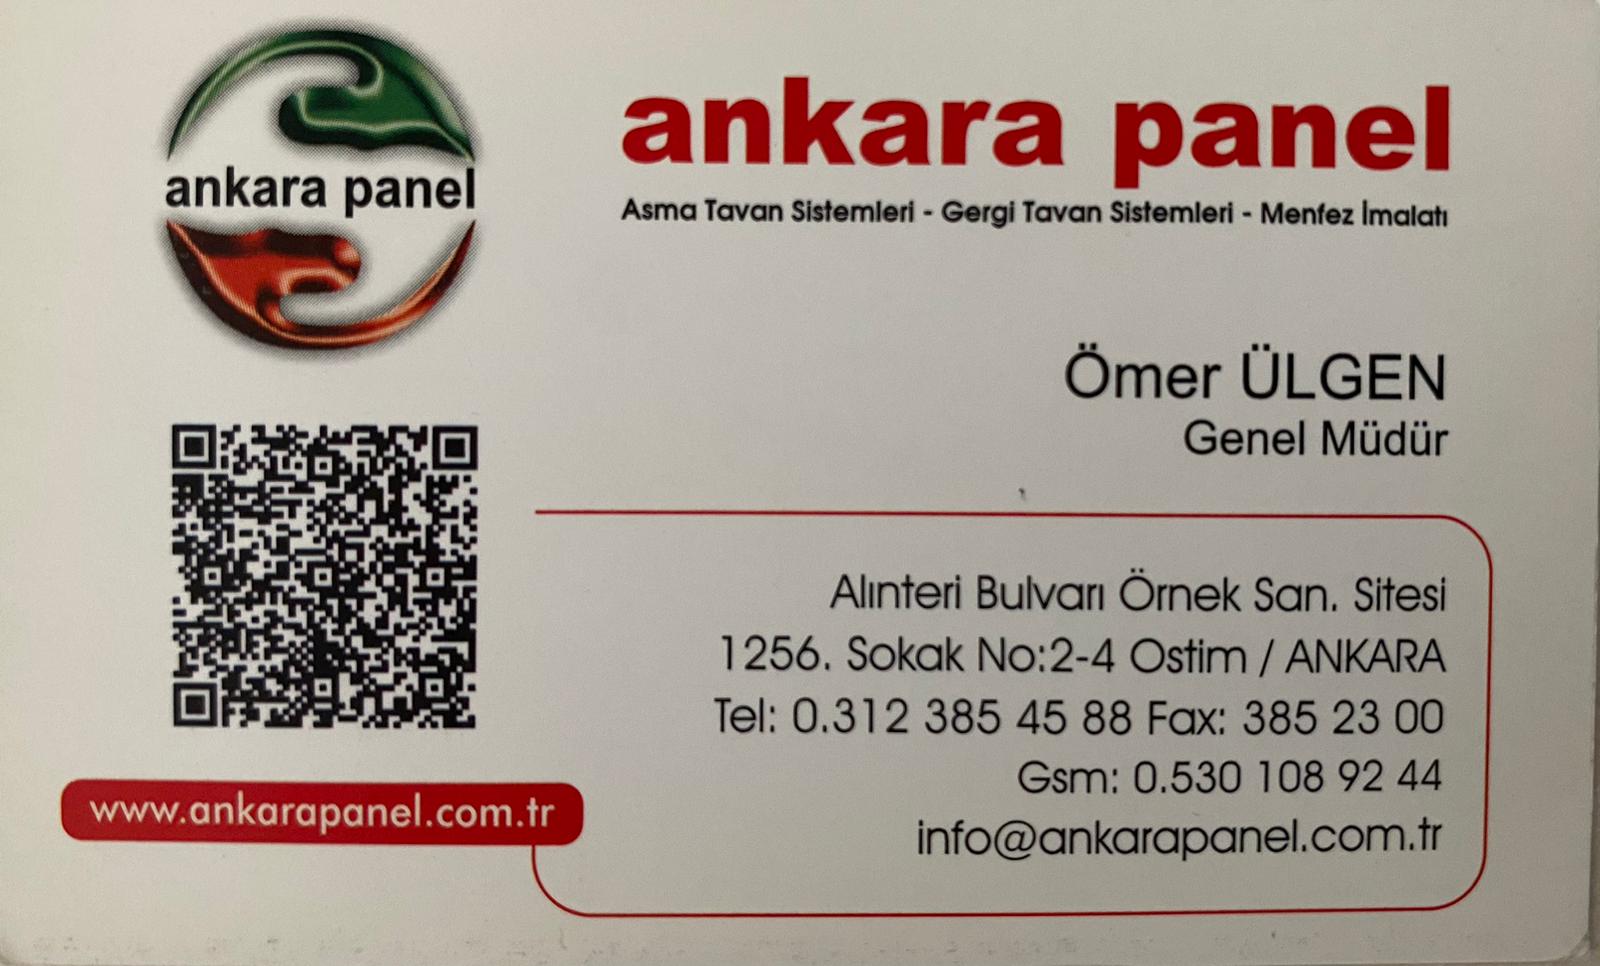 ankara panel
ankara panel
Asma Tavan Sistemleri - Gergi Tavan Sistemleri - Menfez İmalatı
Ömer ÜLGEN
Genel Müdür
Alınteri Bulvarı Örnek San. Sitesi
1256. Sokak No:2-4 Ostim / ANKARA
Tel: 0.312 385 45 88 Fax: 385 23 00
Gsm: 0.530 108 92 44
info@ankarapanel.com.tr
www.ankarapanel.com.tr